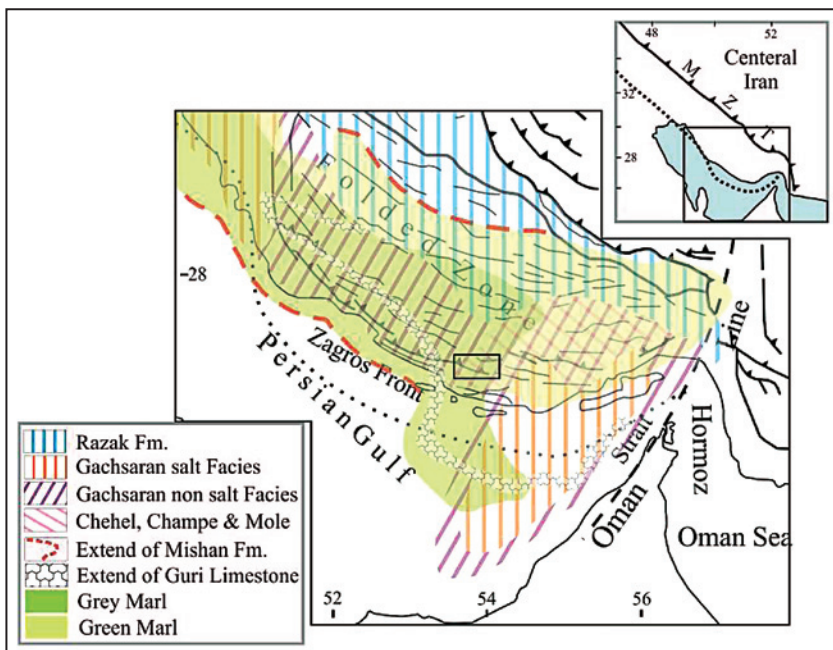 48
52
Centeral
Iran
M Z T
32
28
Folded Zone
28
Zagros Front
Persian Gulf
Line
Hormoz
Strait
Oman
Oman Sea
52
54
56
Razak Fm.
Gachsaran salt Facies
Gachsaran non salt Facies
Chehel, Champe & Mole
Extend of Mishan Fm.
Extend of Guri Limestone
Grey Marl
Green Marl